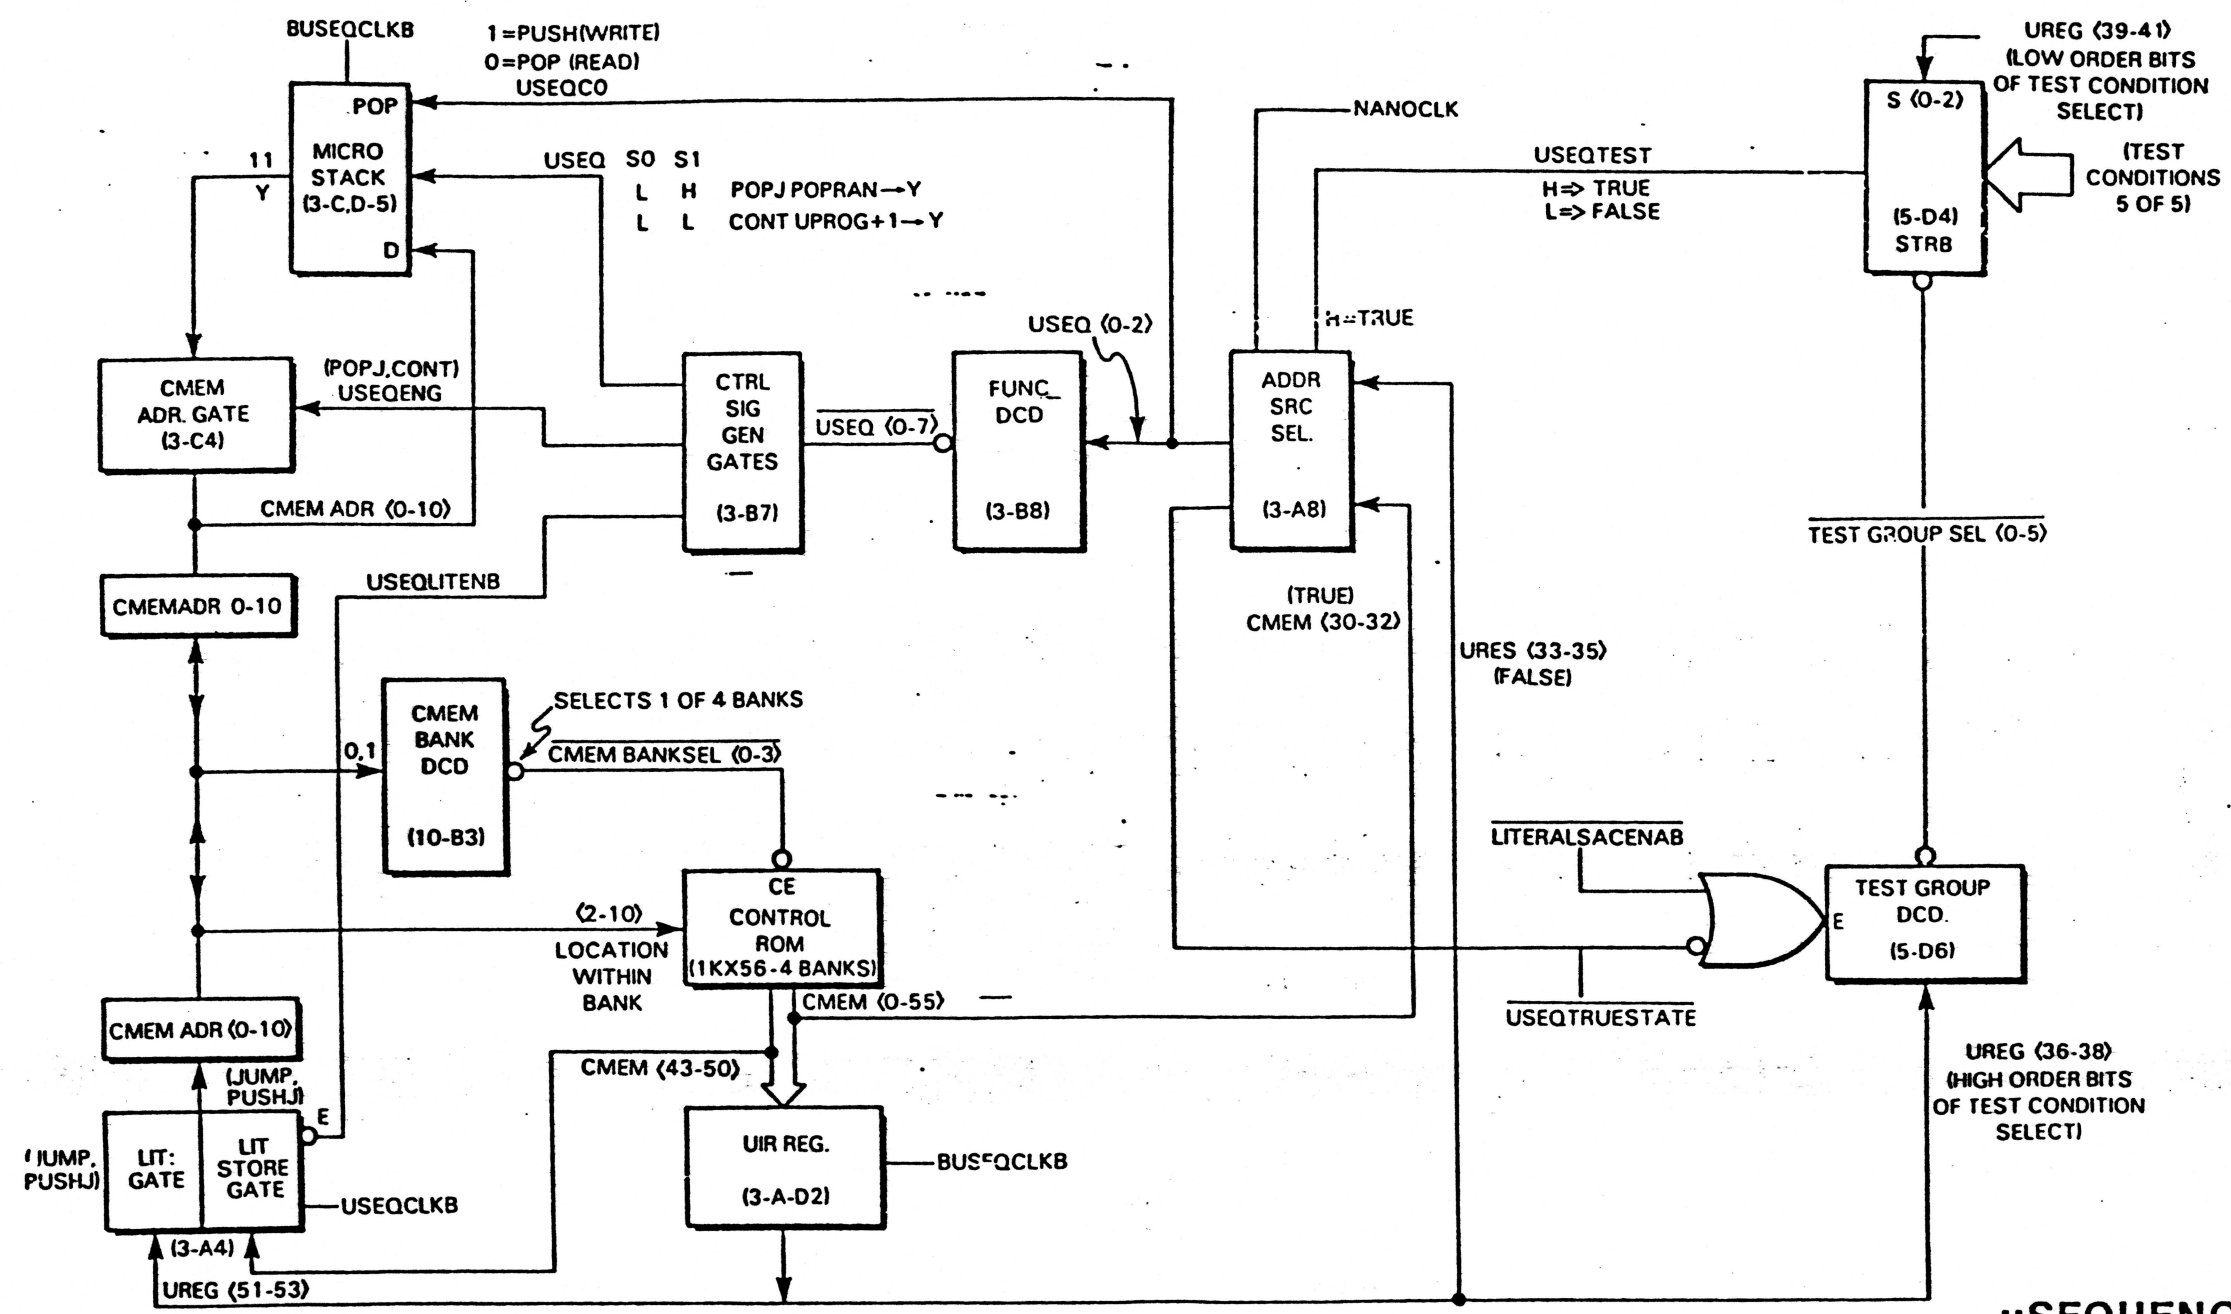 BUSEQCLKB
1=PUSH(WRITE)
0=POP (READ)
USEQC0
POP
MICRO
STACK
(3-C,D-5)
D
11
Y
USEQ S0 S1
L H POPJ POPRAN→Y
L L CONT UPROG+1→Y
NANOCLK
USEQTEST
H=> TRUE
L=> FALSE
UREG ⟨39-41⟩
(LOW ORDER BITS
OF TEST CONDITION
SELECT)
S ⟨0-2⟩
(5-D4)
STRB
(TEST
CONDITIONS
5 OF 5)
H=TRUE
USEQ ⟨0-2⟩
CMEM
ADR. GATE
(3-C4)
(POPJ,CONT)
USEQENG
CTRL
SIG
GEN
GATES
(3-B7)
USEQ ⟨0-7⟩
FUNC
DCD
(3-B8)
ADDR
SRC
SEL.
(3-A8)
CMEM ADR ⟨0-10⟩
TEST GROUP SEL ⟨0-5⟩
CMEMADR 0-10
USEQLITENB
(TRUE)
CMEM ⟨30-32⟩
URES ⟨33-35⟩
(FALSE)
CMEM
BANK
DCD
(10-B3)
0,1
SELECTS 1 OF 4 BANKS
CMEM BANKSEL ⟨0-3⟩
LITERALSACENAB
CE
CONTROL
ROM
(1KX56-4 BANKS)
⟨2-10⟩
LOCATION
WITHIN
BANK
TEST GROUP
DCD.
(5-D6)
E
USEQTRUESTATE
CMEM ⟨0-55⟩
CMEM ADR ⟨0-10⟩
CMEM ⟨43-50⟩
UREG ⟨36-38⟩
(HIGH ORDER BITS
OF TEST CONDITION
SELECT)
(JUMP,
PUSHJ)
E
(JUMP,
PUSHJ)
LIT:
GATE
LIT
STORE
GATE
USEQCLKB
UIR REG.
(3-A-D2)
BUSEQCLKB
(3-A4)
UREG ⟨51-53⟩